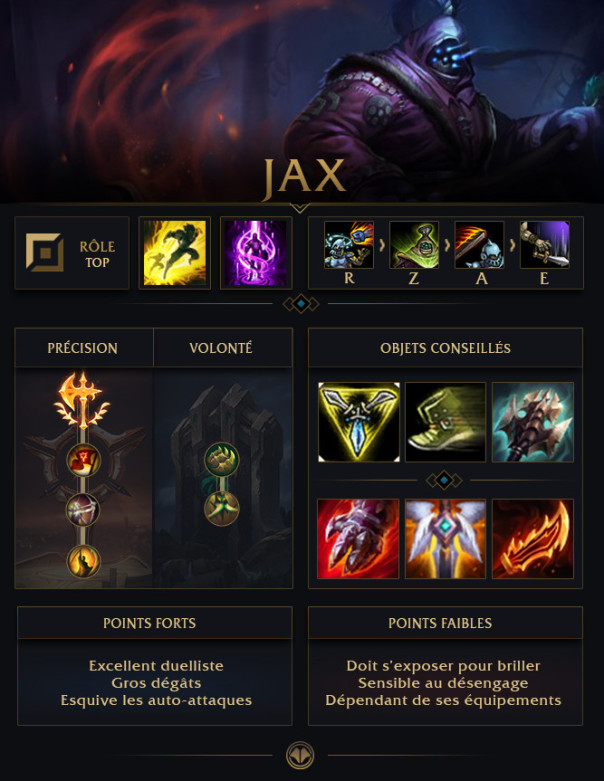 JAX
RÔLE
TOP
R
Z
A
E
PRÉCISION
VOLONTÉ
OBJETS CONSEILLÉS
POINTS FORTS
Excellent duelliste
Gros dégâts
Esquive les auto-attaques
POINTS FAIBLES
Doit s'exposer pour briller
Sensible au désengage
Dépendant de ses équipements